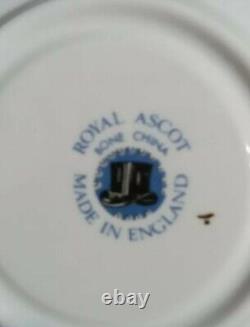 ROYAL ASCOT
BONE CHINA
MADE IN ENGLAND